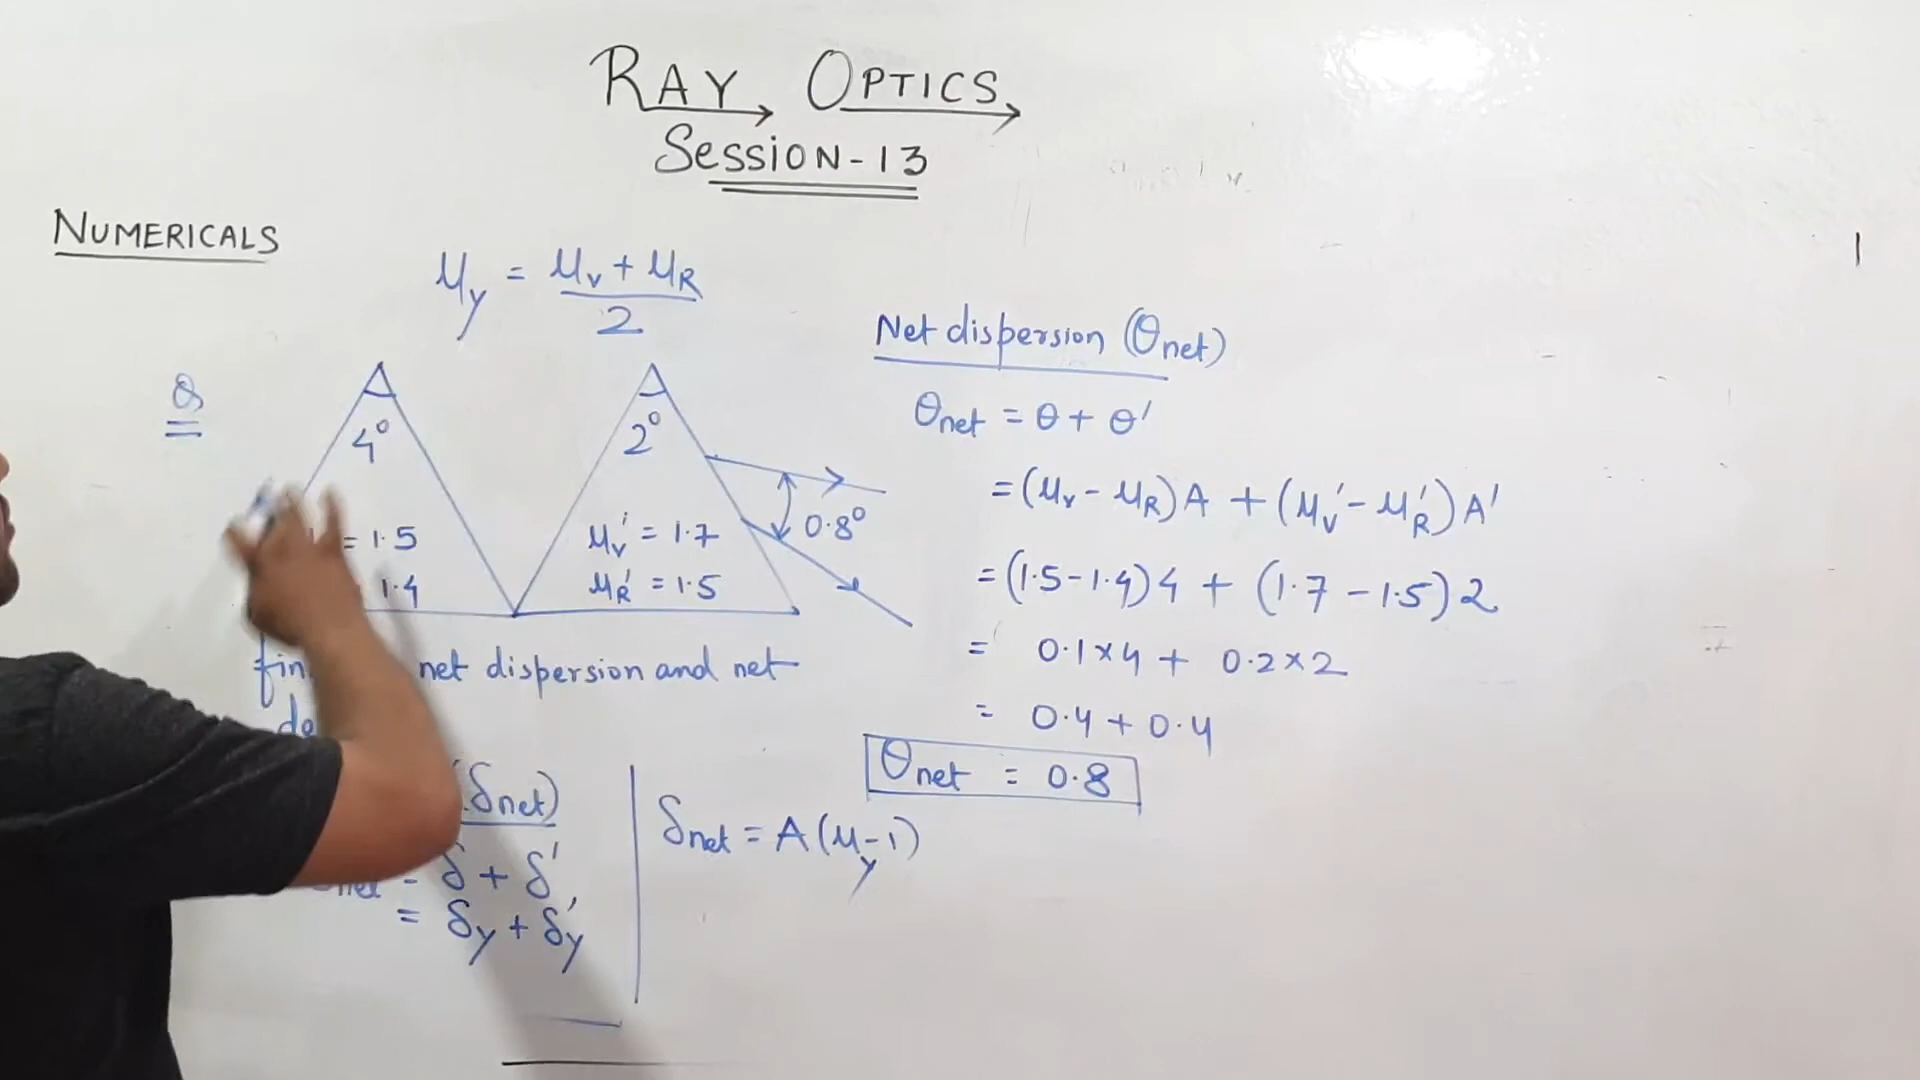 RAY OPTICS
SESSION-13
NUMERICALS
μy = μv + μR / 2
Q
4°
= 1.5
1.4
2°
μv' = 1.7
μR' = 1.5
0.8°
net dispersion and net
(δnet)
= δ + δ'
= δy + δy'
δnet = A(μy-1)
Net dispersion (θnet)
θnet = θ + θ'
= (μv - μR)A + (μv' - μR')A'
= (1.5-1.4)4 + (1.7-1.5)2
= 0.1×4 + 0.2×2
= 0.4 + 0.4
θnet = 0.8